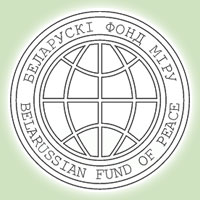 БЕЛАРУСКІ ФОНД МІРУ
BELARUSSIAN FUND OF PEACE